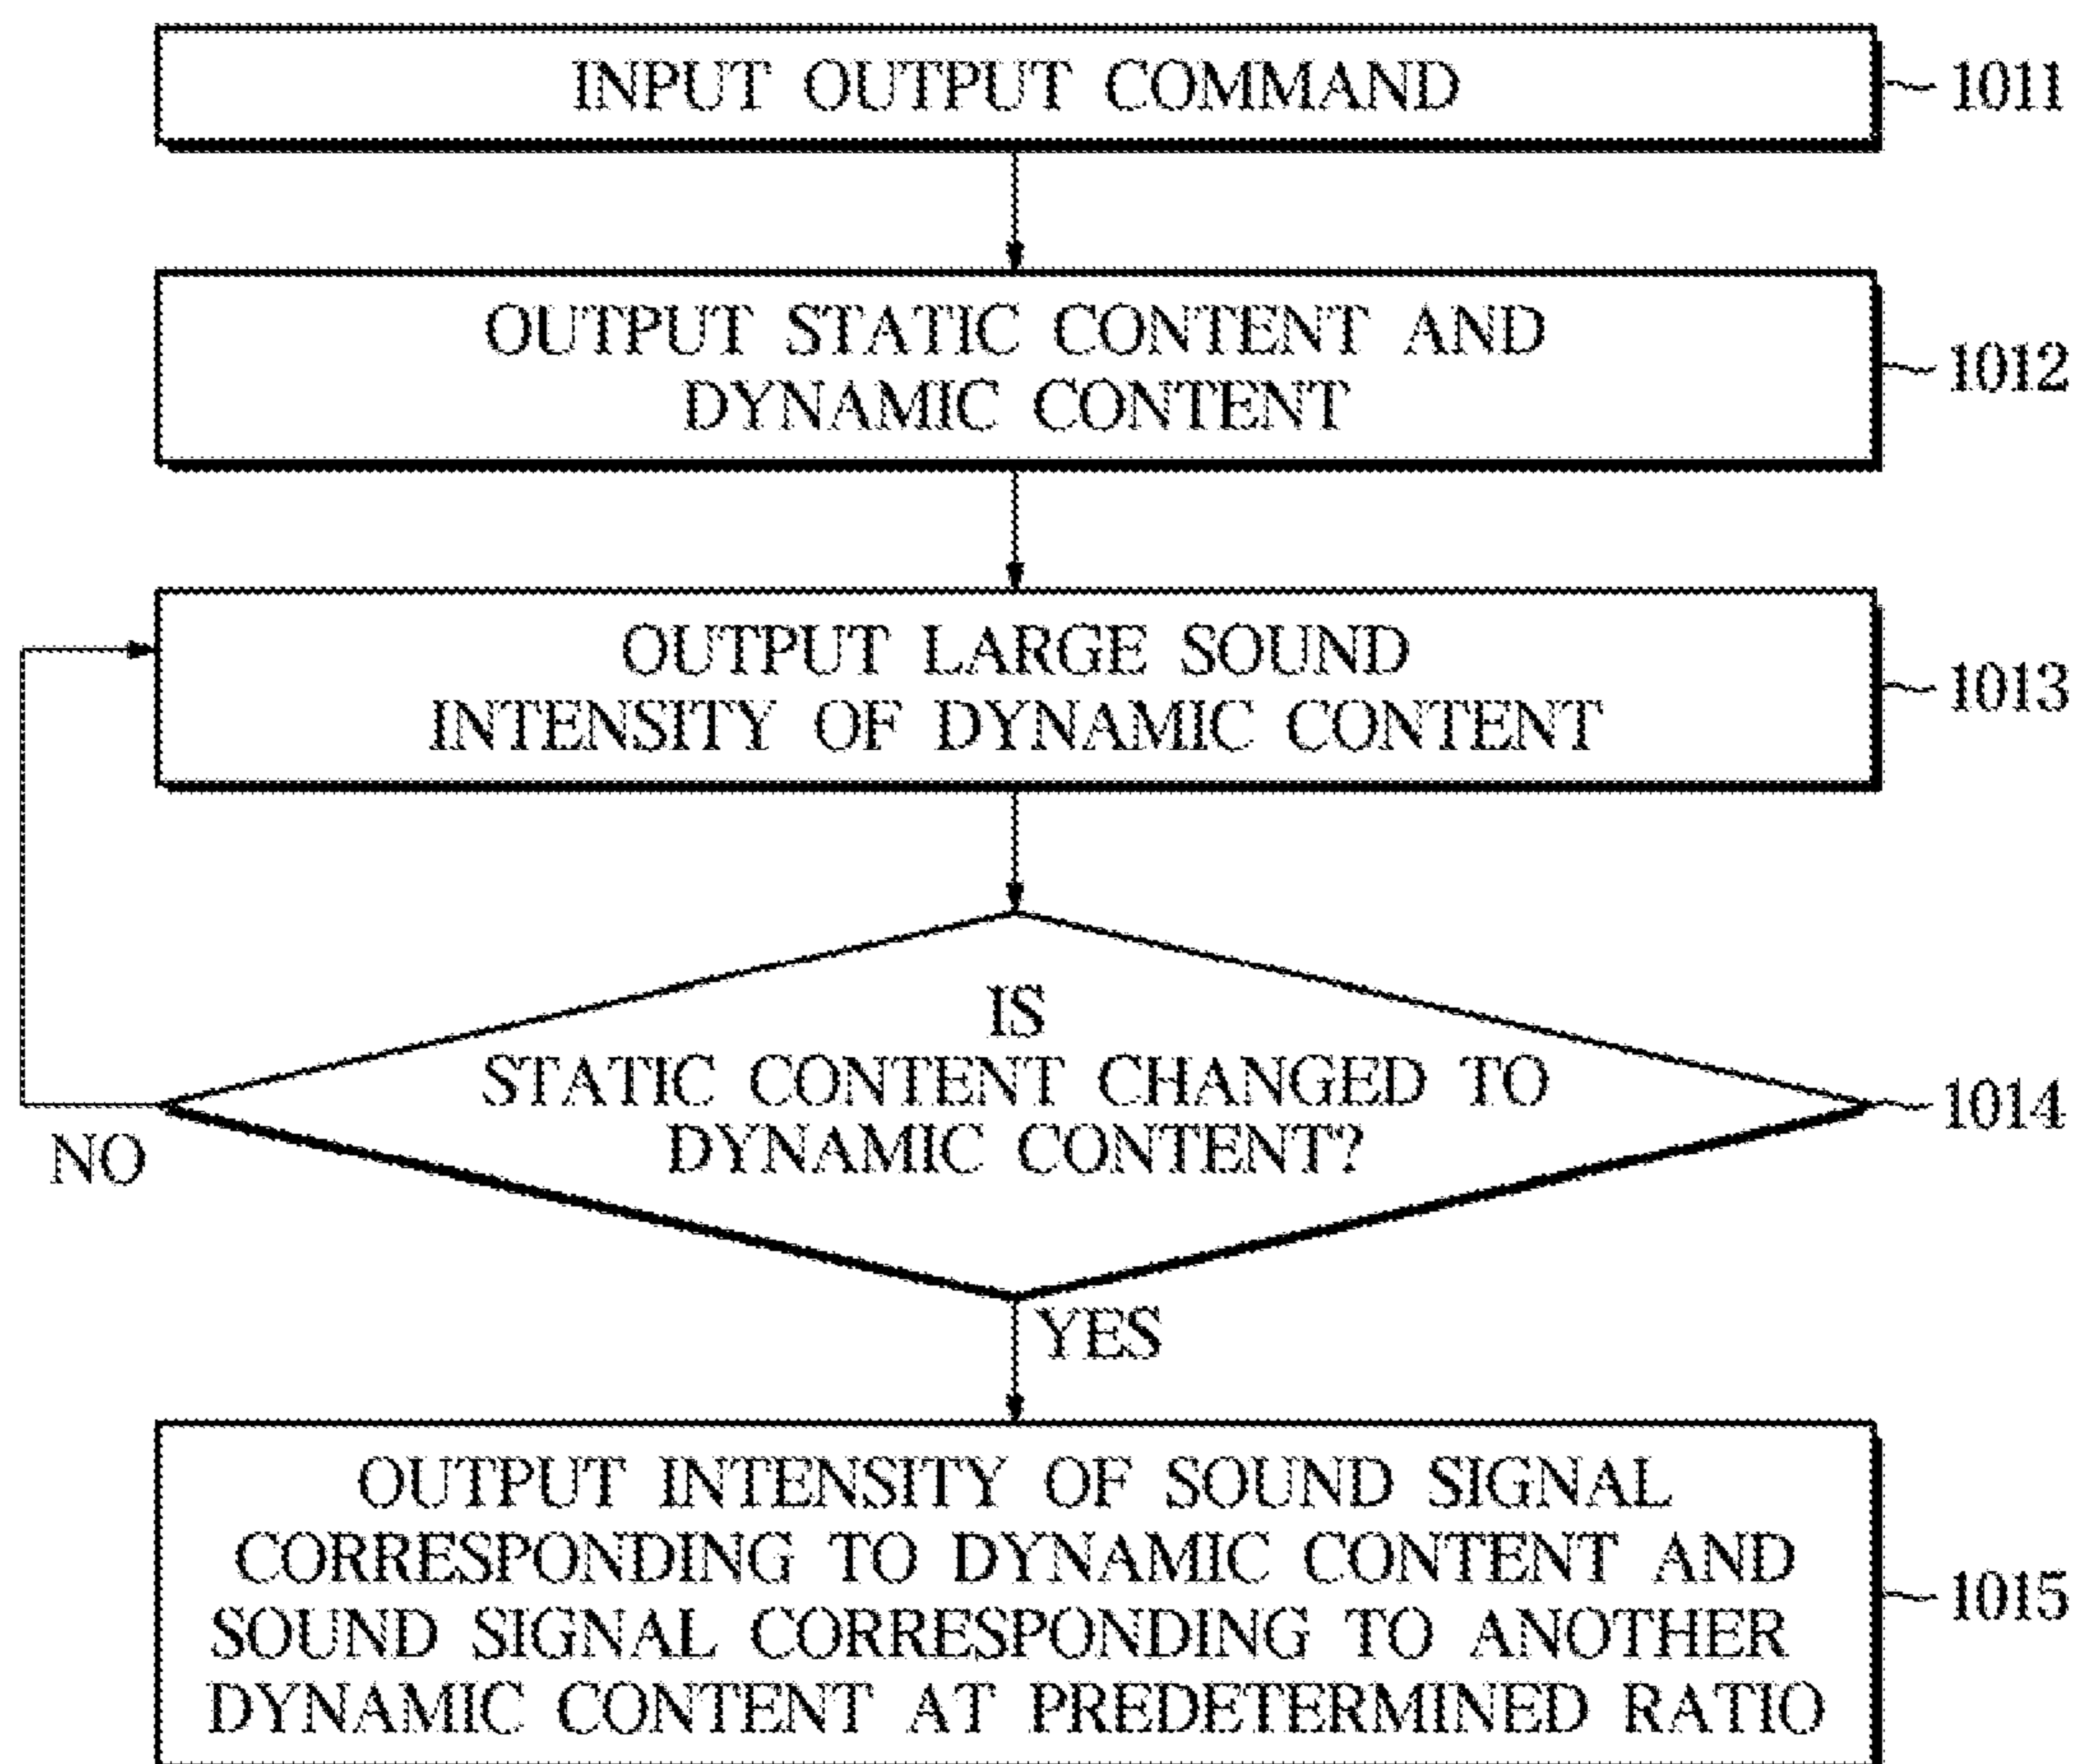 INPUT OUTPUT COMMAND
1011
OUTPUT STATIC CONTENT AND
DYNAMIC CONTENT
1012
OUTPUT LARGE SOUND
INTENSITY OF DYNAMIC CONTENT
1013
IS
STATIC CONTENT CHANGED TO
DYNAMIC CONTENT?
1014
NO
YES
OUTPUT INTENSITY OF SOUND SIGNAL
CORRESPONDING TO DYNAMIC CONTENT AND
SOUND SIGNAL CORRESPONDING TO ANOTHER
DYNAMIC CONTENT AT PREDETERMINED RATIO
1015